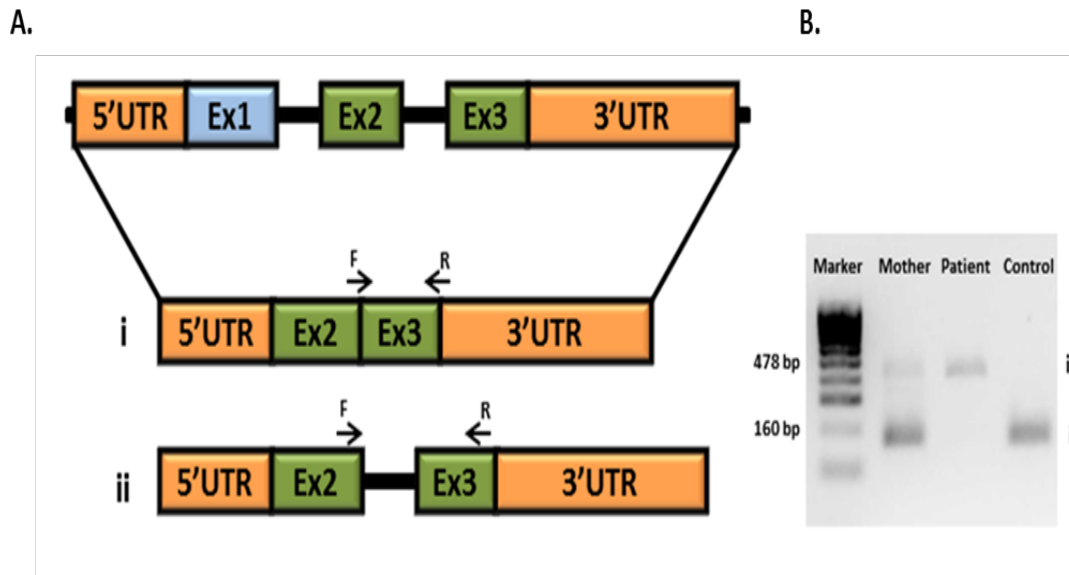 A.
B.
5'UTR Ex1 Ex2 Ex3 3'UTR
F R
i 5'UTR Ex2 Ex3 3'UTR
F R
ii 5'UTR Ex2 Ex3 3'UTR
Marker Mother Patient Control
478 bp
160 bp